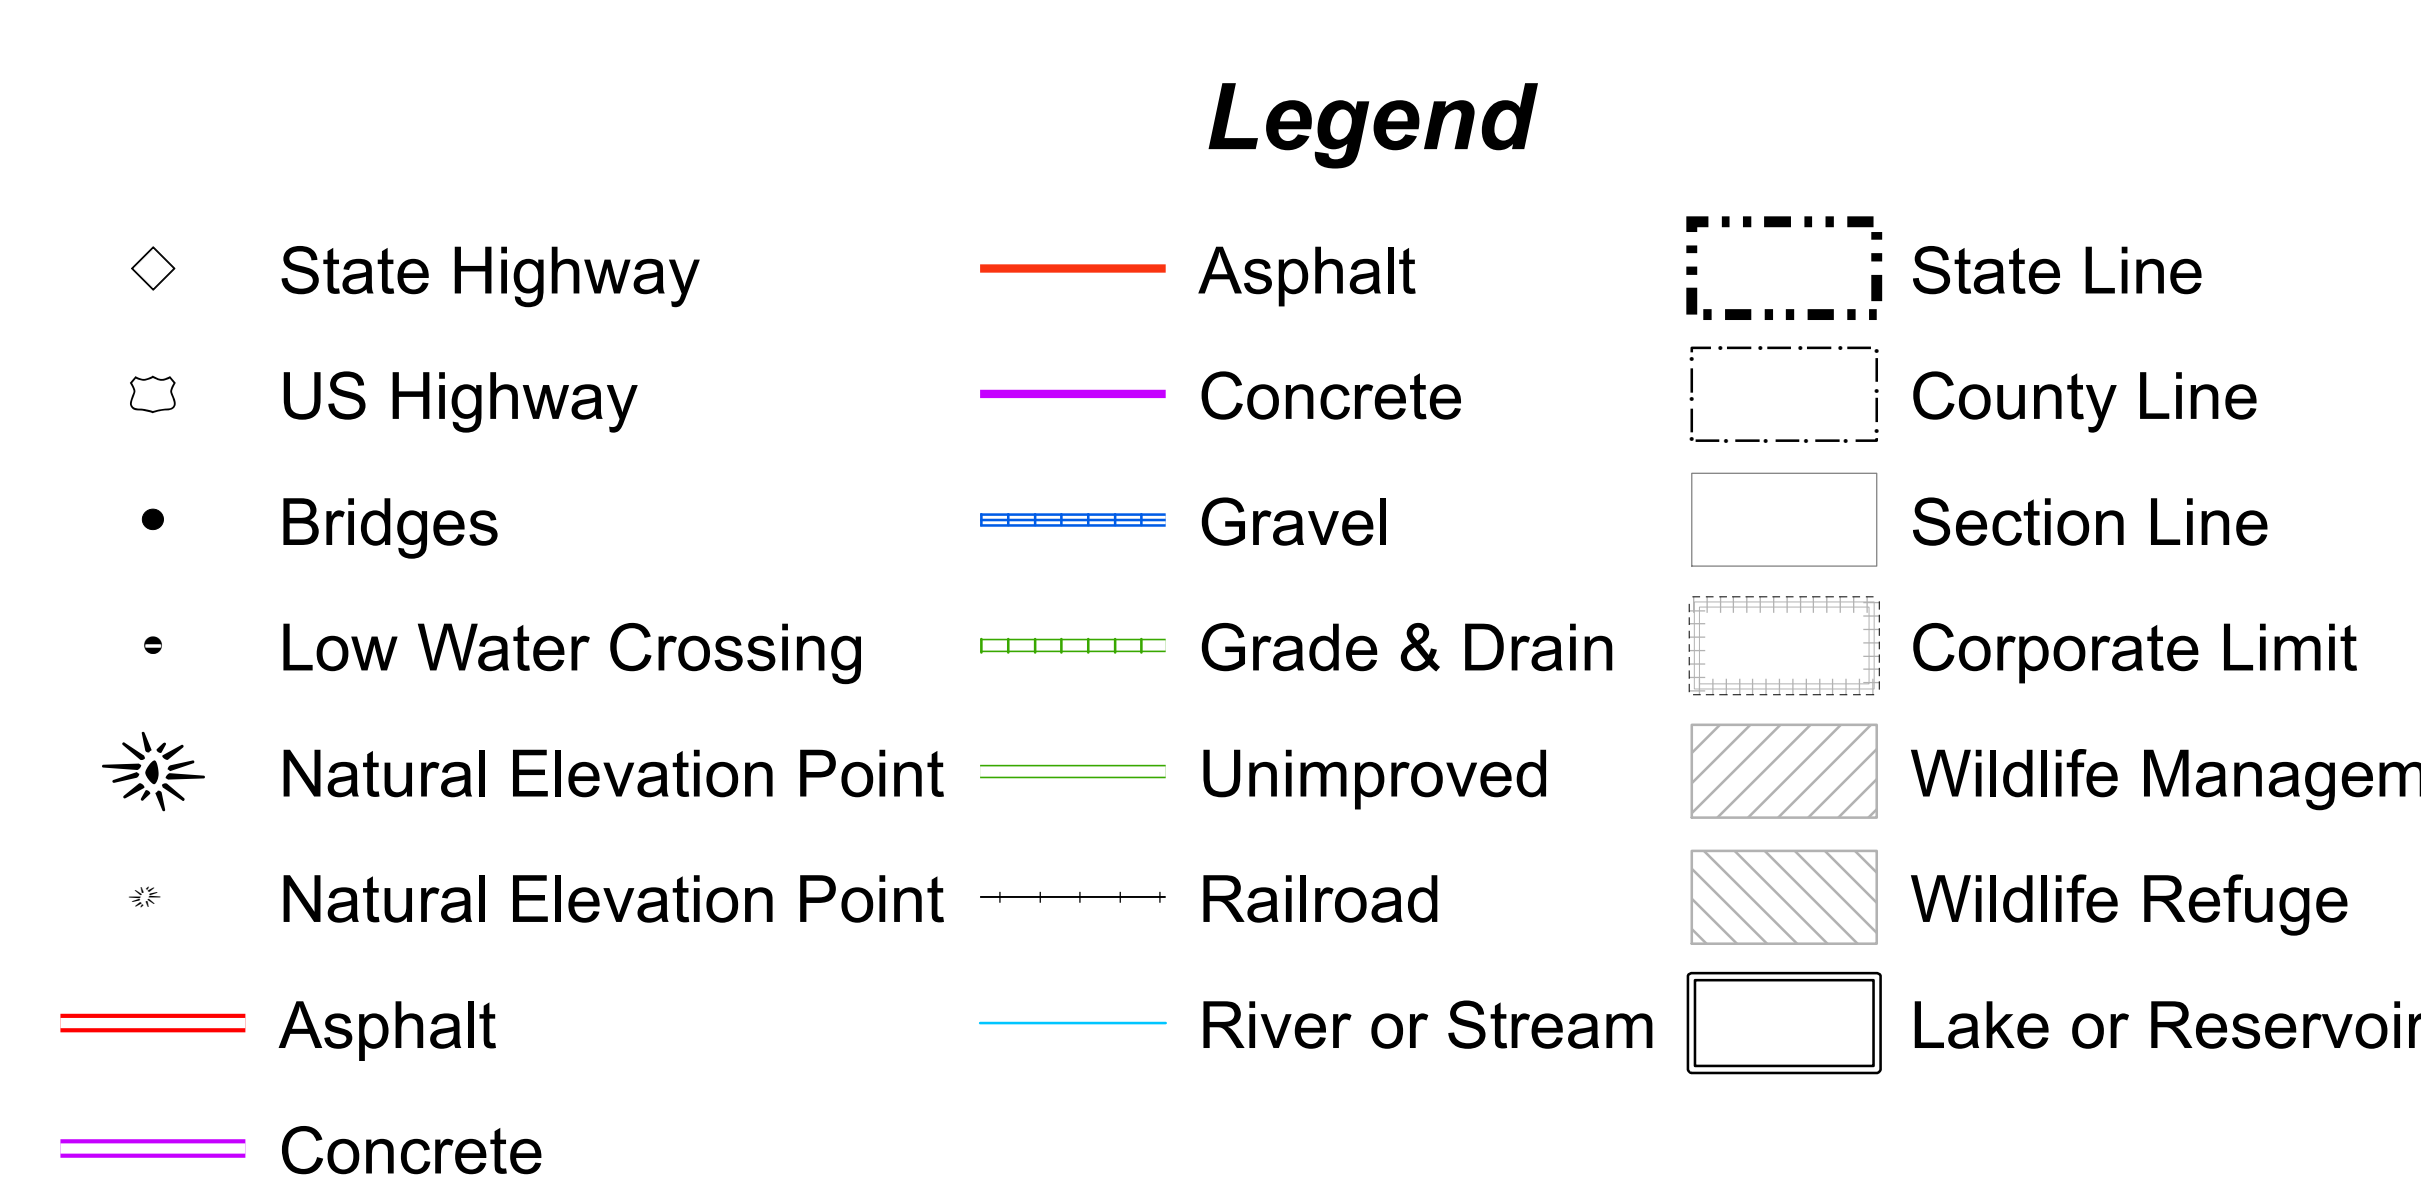 Legend
State Highway
US Highway
Bridges
Low Water Crossing
Natural Elevation Point
Natural Elevation Point
Asphalt
Concrete
Asphalt
Concrete
Gravel
Grade & Drain
Unimproved
Railroad
River or Stream
State Line
County Line
Section Line
Corporate Limit
Wildlife Managem
Wildlife Refuge
Lake or Reservoir